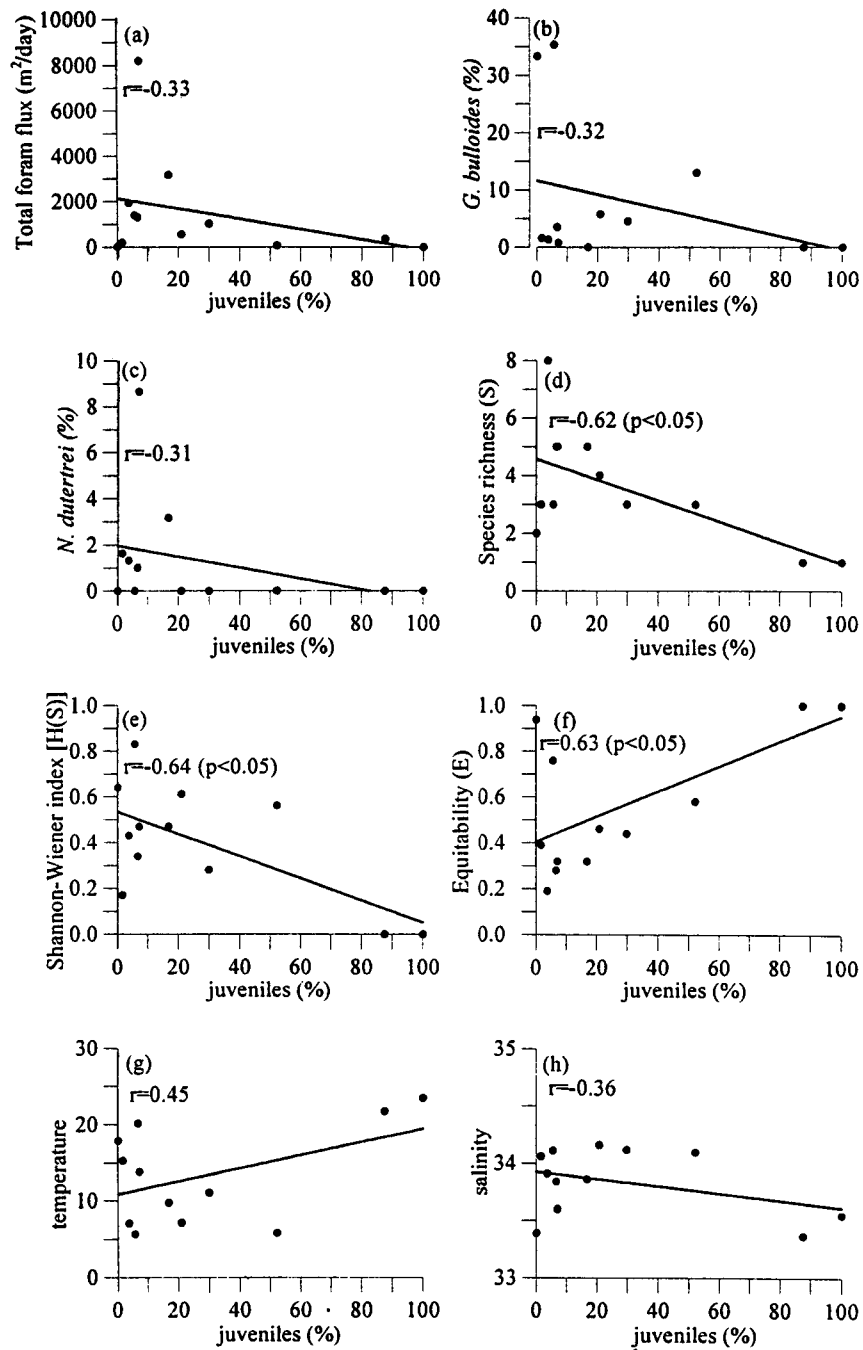 (a)
Total foram flux (m²/day)
10000
8000
6000
4000
2000
0
r=-0.33
0 20 40 60 80 100
juveniles (%)
(b)
G. bulloides (%)
40
30
20
10
0
r=-0.32
0 20 40 60 80 100
juveniles (%)
(c)
N. dutertrei (%)
10
8
6
4
2
0
r=-0.31
0 20 40 60 80 100
juveniles (%)
(d)
Species richness (S)
8
6
4
2
0
r=-0.62 (p<0.05)
0 20 40 60 80 100
juveniles (%)
(e)
Shannon-Wiener index [H(S)]
1.0
0.8
0.6
0.4
0.2
0.0
r=-0.64 (p<0.05)
0 20 40 60 80 100
juveniles (%)
(f)
Equitability (E)
1.0
0.8
0.6
0.4
0.2
0.0
r=0.63 (p<0.05)
0 20 40 60 80 100
juveniles (%)
(g)
temperature
30
20
10
0
r=0.45
0 20 40 60 80 100
juveniles (%)
(h)
salinity
35
34
33
r=-0.36
0 20 40 60 80 100
juveniles (%)